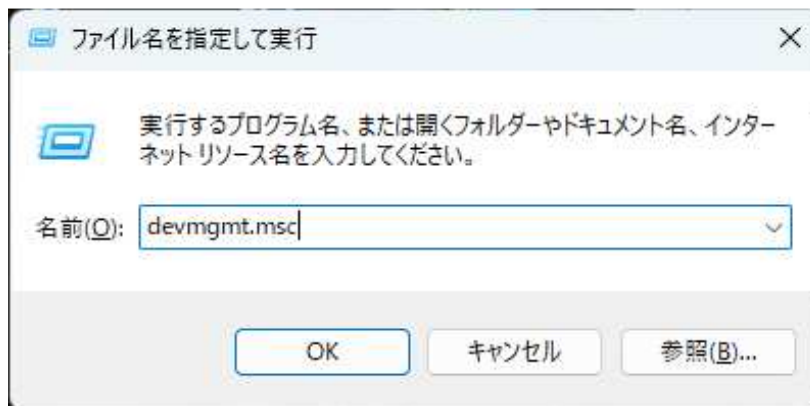 ファイル名を指定して実行
実行するプログラム名、または開くフォルダーやドキュメント名、インター
ネット リソース名を入力してください。
名前(O): devmgmt.msc
OK キャンセル 参照(B)...